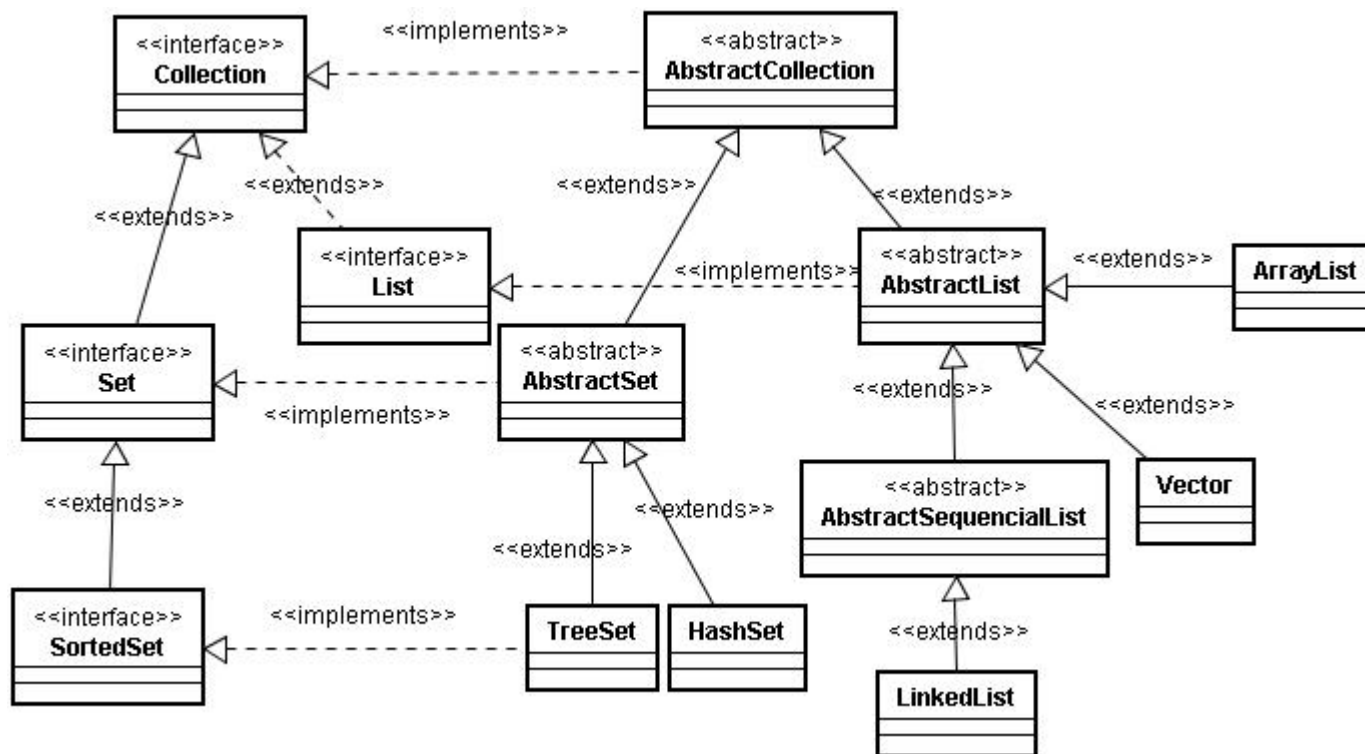 <<interface>>
Collection
<<implements>>
<<abstract>>
AbstractCollection
<<extends>>
<<extends>>
<<extends>>
<<extends>>
<<interface>>
List
<<implements>>
<<abstract>>
AbstractList
<<extends>>
ArrayList
<<interface>>
Set
<<implements>>
<<abstract>>
AbstractSet
<<extends>>
<<extends>>
<<extends>>
<<extends>>
<<extends>>
<<abstract>>
AbstractSequencialList
Vector
<<interface>>
SortedSet
<<implements>>
TreeSet
HashSet
<<extends>>
LinkedList